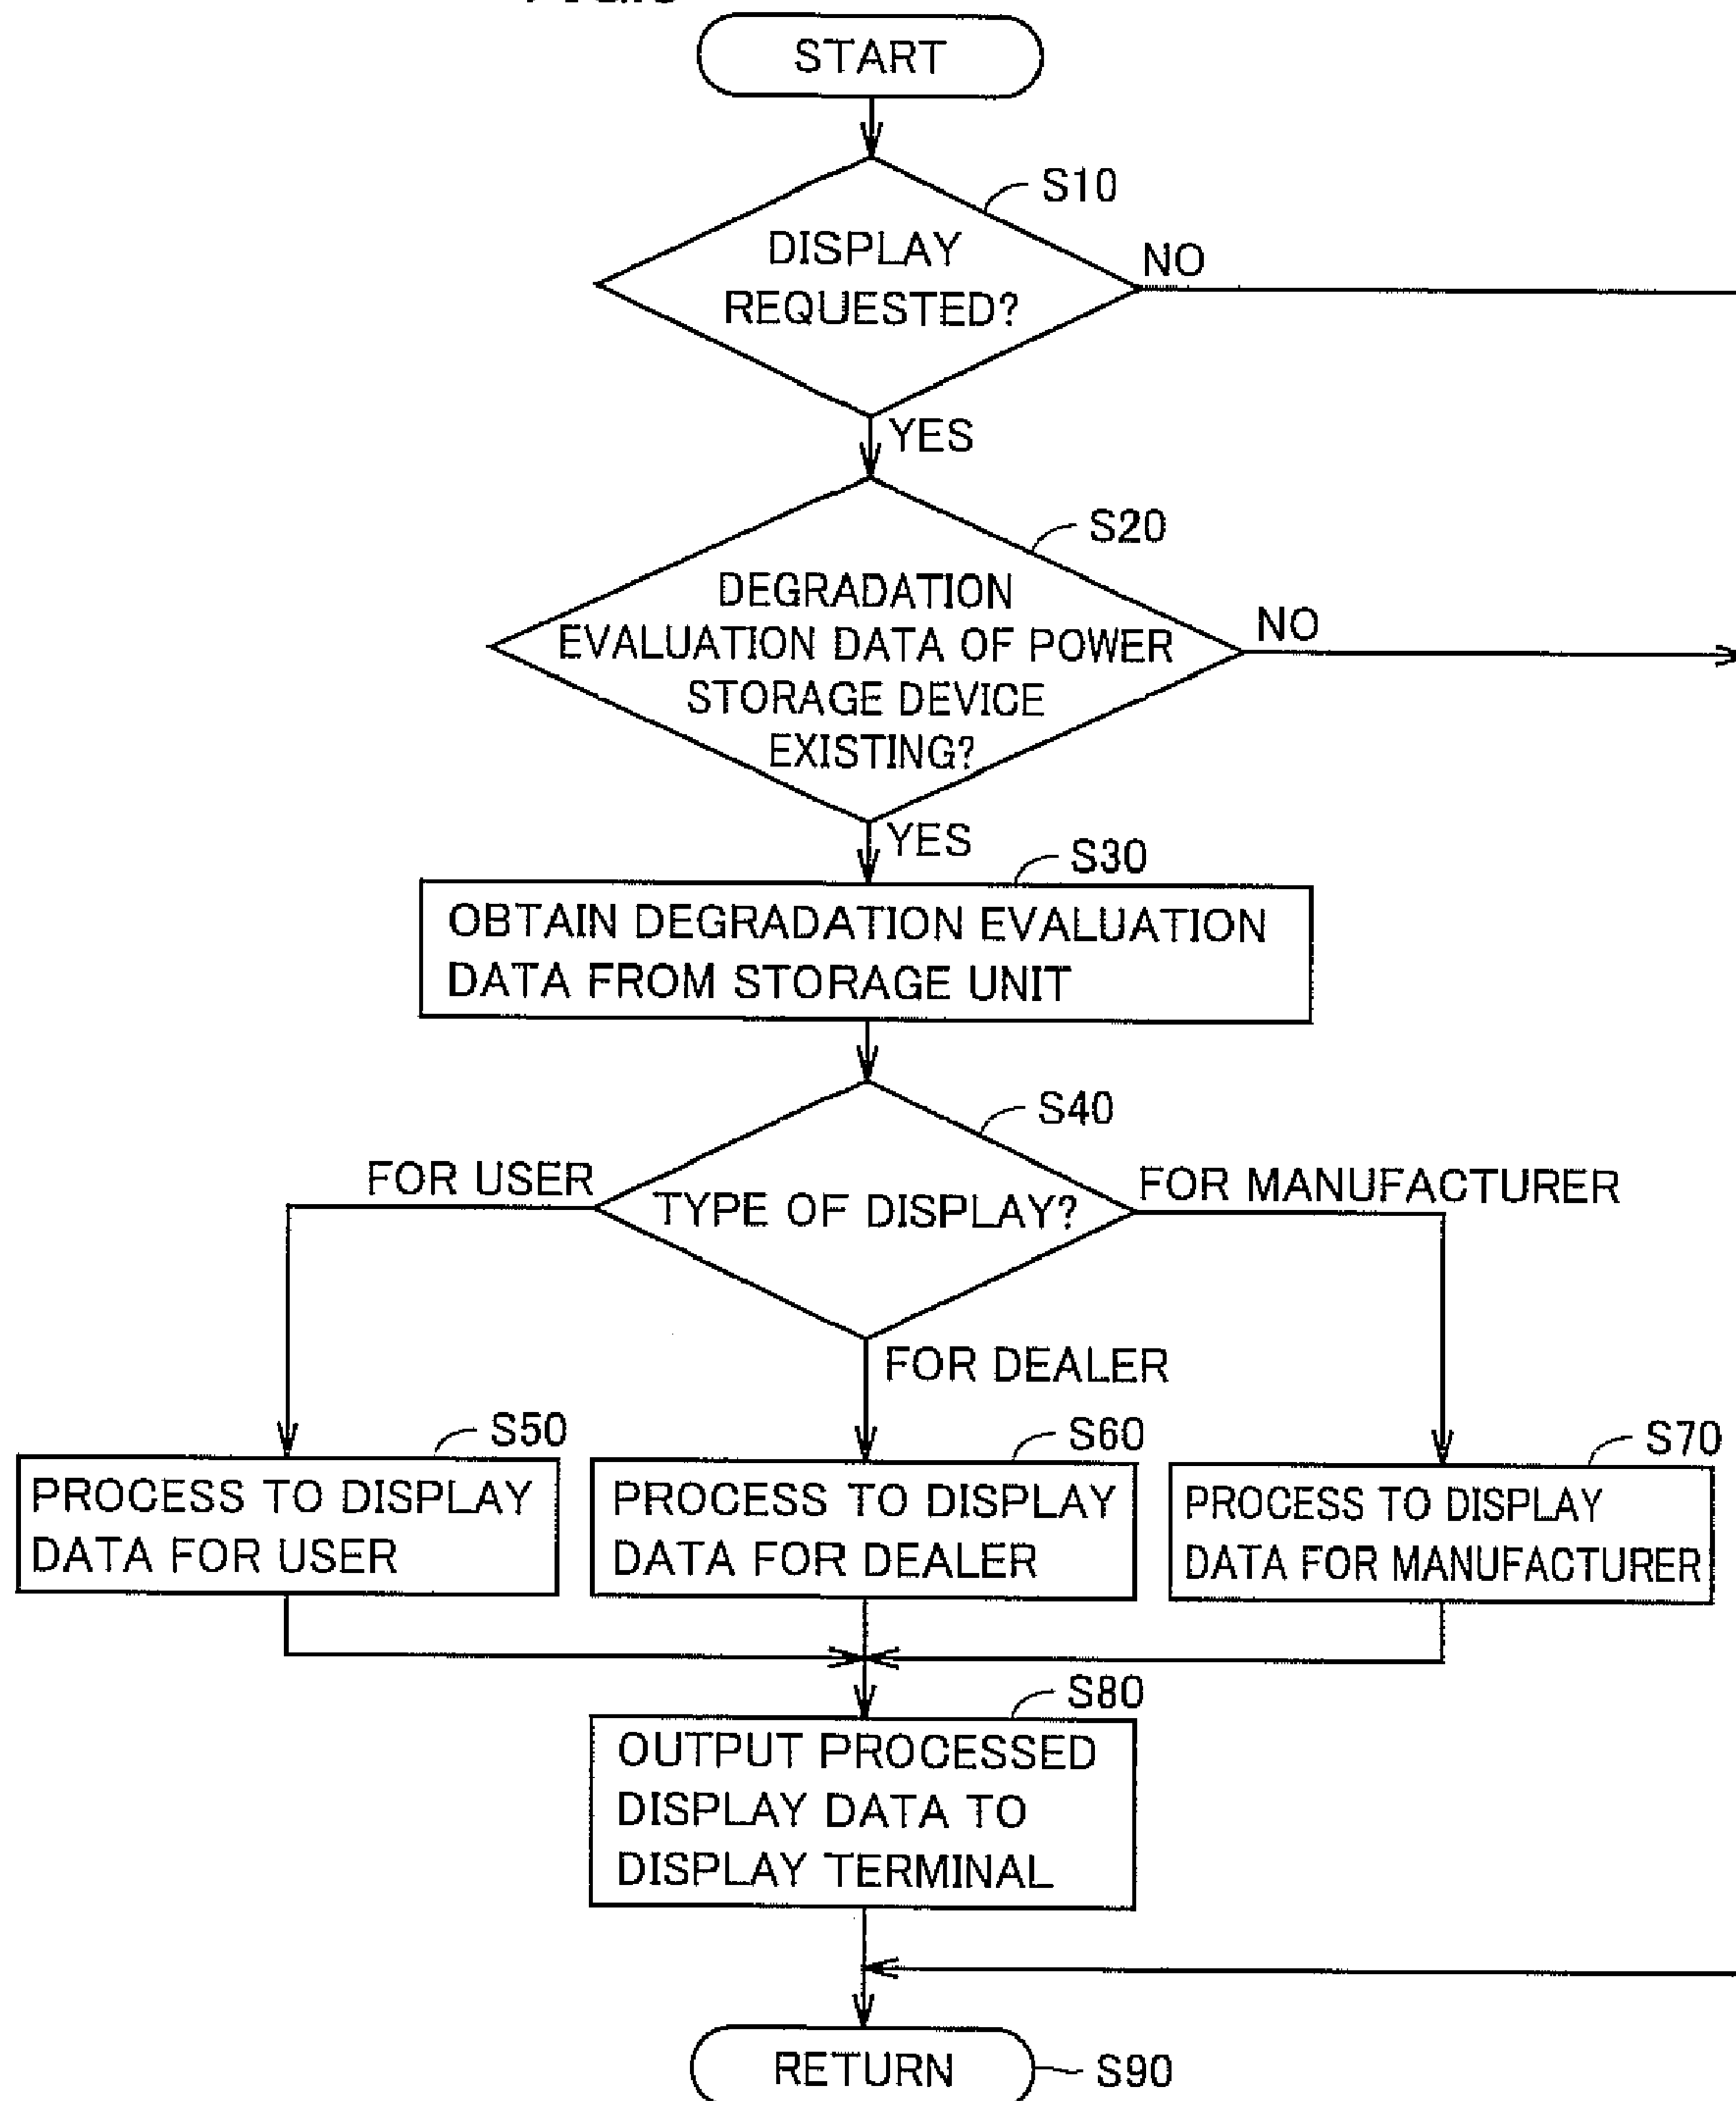 START
S10
DISPLAY
REQUESTED?
NO
YES
S20
DEGRADATION
EVALUATION DATA OF POWER
STORAGE DEVICE
EXISTING?
NO
YES
S30
OBTAIN DEGRADATION EVALUATION
DATA FROM STORAGE UNIT
S40
FOR USER
TYPE OF DISPLAY?
FOR MANUFACTURER
FOR DEALER
S50
PROCESS TO DISPLAY
DATA FOR USER
S60
PROCESS TO DISPLAY
DATA FOR DEALER
S70
PROCESS TO DISPLAY
DATA FOR MANUFACTURER
S80
OUTPUT PROCESSED
DISPLAY DATA TO
DISPLAY TERMINAL
RETURN
S90